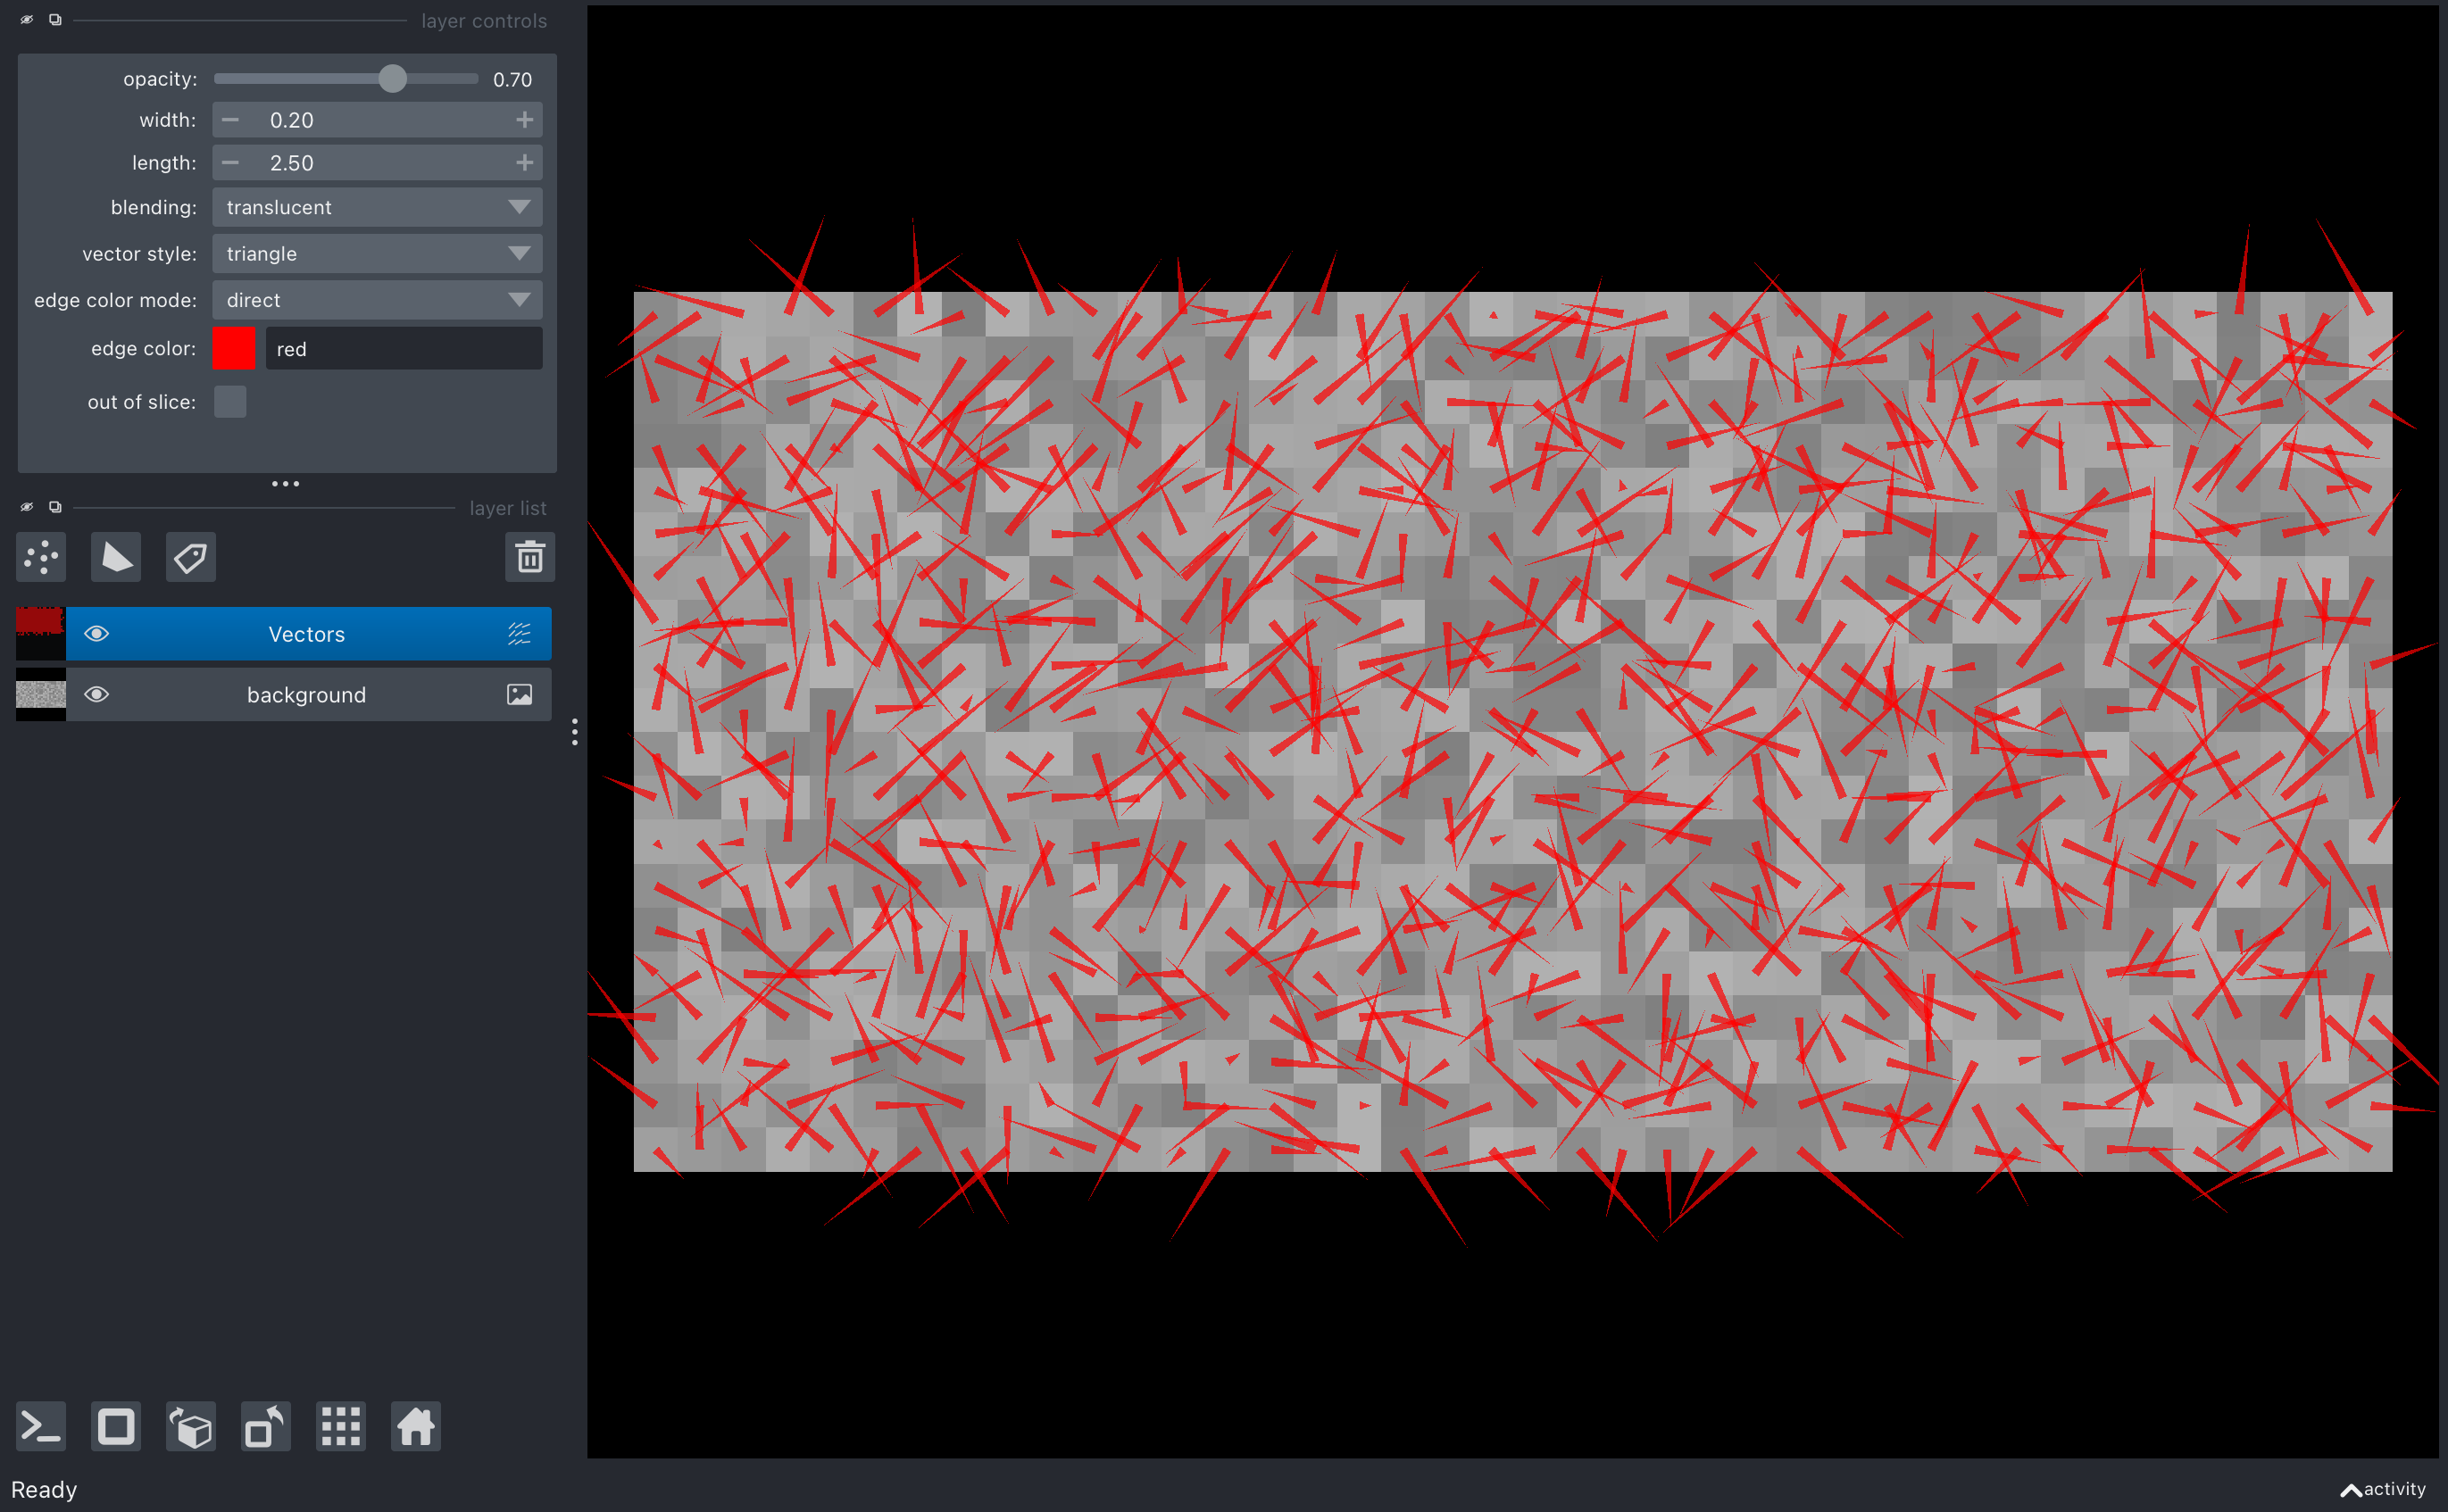 layer controls
opacity: 0.70
width: 0.20
length: 2.50
blending: translucent
vector style: triangle
edge color mode: direct
edge color: red
out of slice:
layer list
Vectors
background
Ready
activity